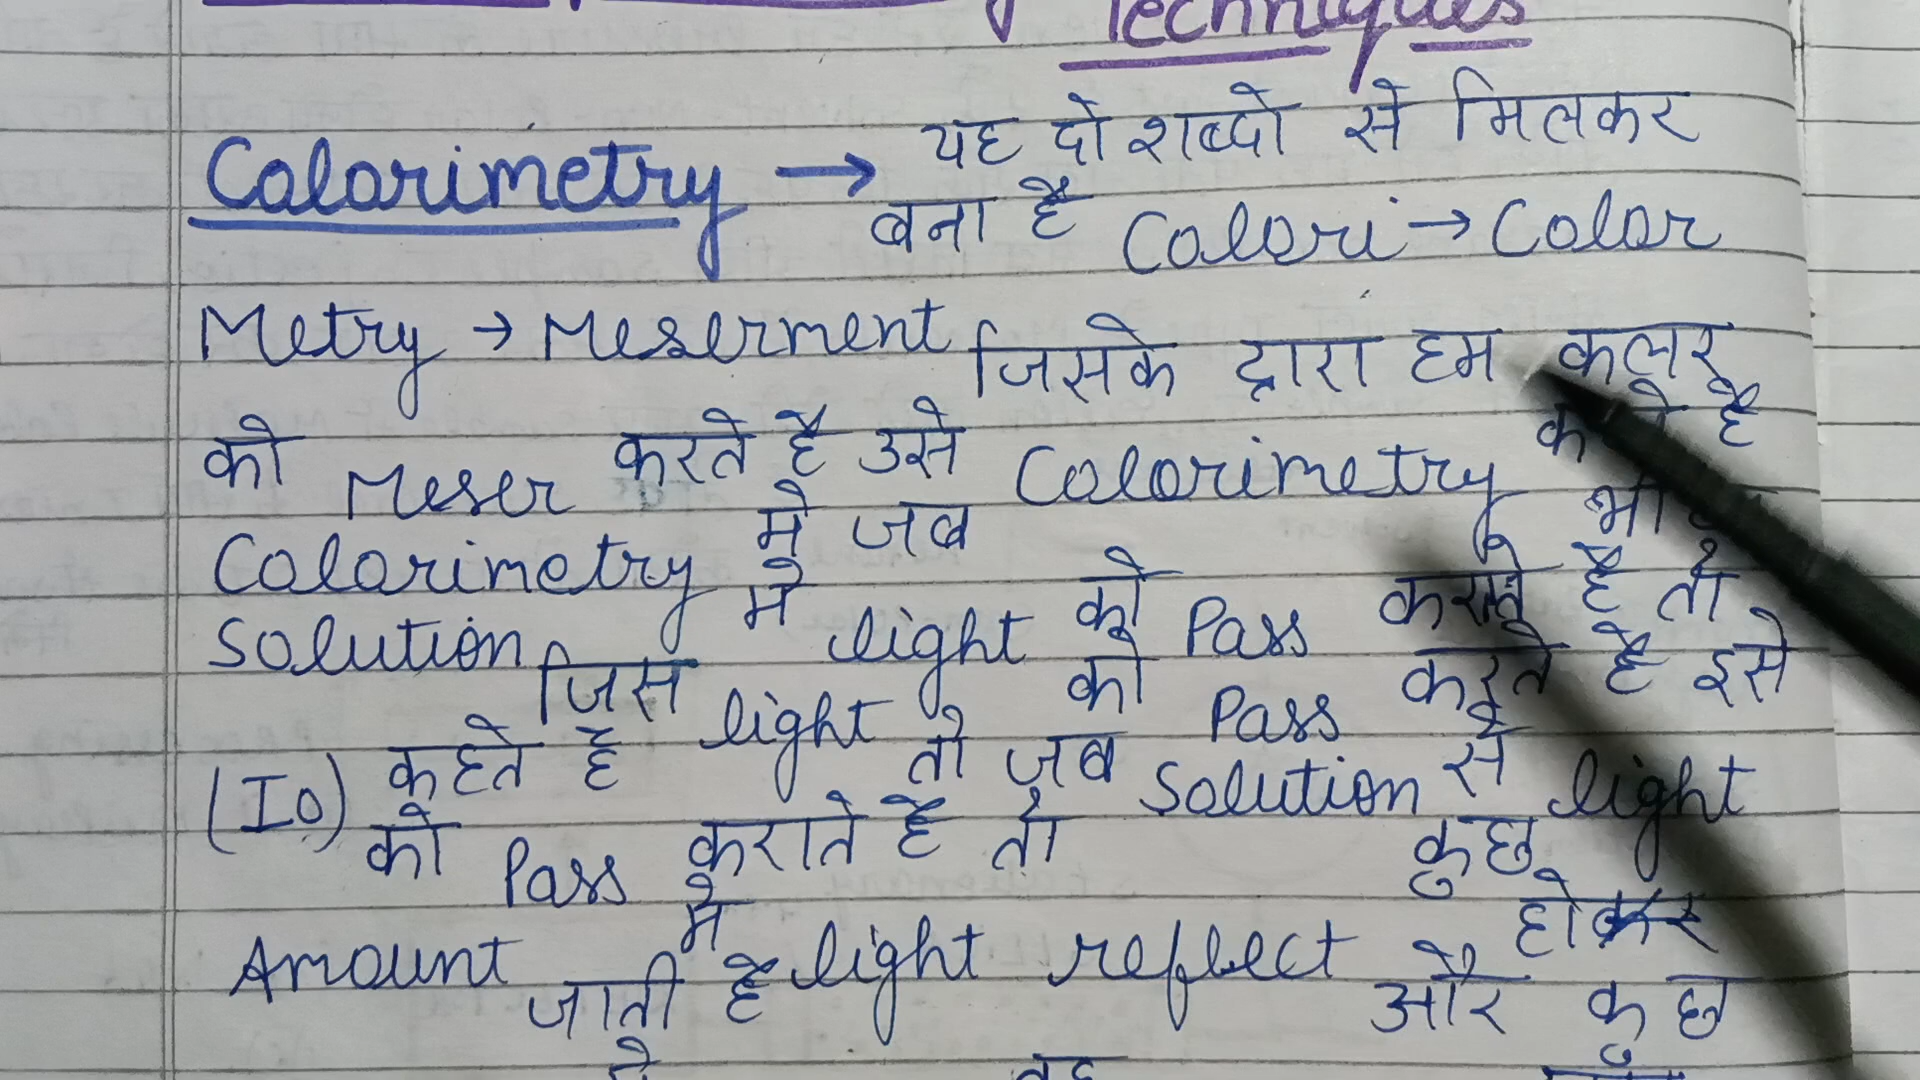 Techniques
Calorimetry → यह दो शब्दो से मिलकर
बना है Calori → Color
Metry → Meserment जिसके द्वारा हम कलर
को Meser करते है उसे Calorimetry है
Calorimetry मे जब भी
Solution मे light को Pass कराते है तो
जिस light को Pass करते है इसे
(Io) कहते है light तो जब Solution से light
को Pass कराते है तो कुछ
Amount मे light reflect हो
जाती है और कुछ